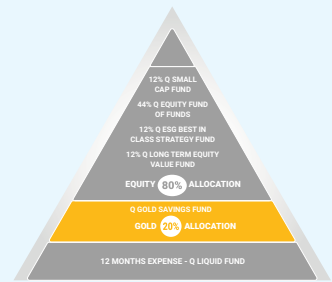 12% Q SMALL
CAP FUND
44% Q EQUITY FUND
OF FUNDS
12% Q ESG BEST IN
CLASS STRATEGY FUND
12% Q LONG TERM EQUITY
VALUE FUND
EQUITY 80% ALLOCATION
Q GOLD SAVINGS FUND
GOLD 20% ALLOCATION
12 MONTHS EXPENSE - Q LIQUID FUND